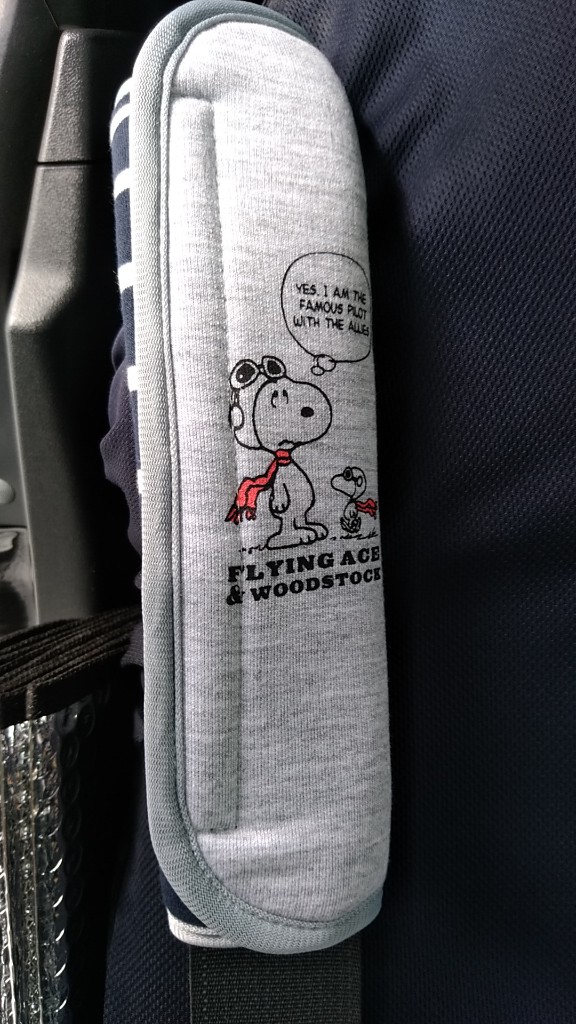 YES, I AM THE
FAMOUS PILOT
WITH THE ALLIES
FLYING ACE
& WOODSTOCK